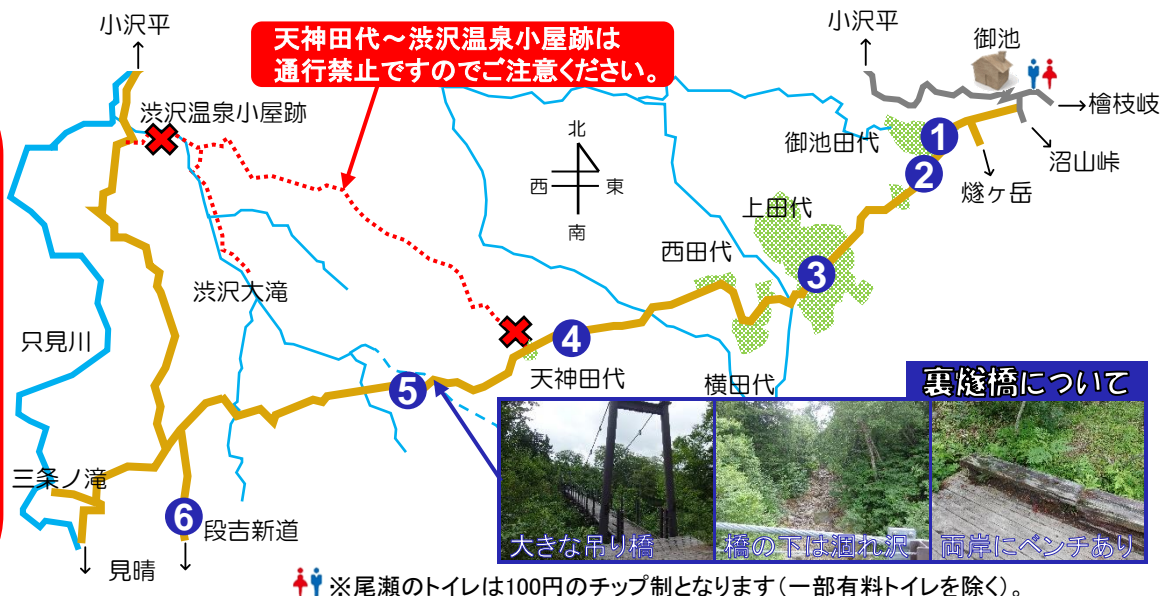 小沢平
天神田代～渋沢温泉小屋跡は
通行禁止ですのでご注意ください。
小沢平
御池
→檜枝岐
渋沢温泉小屋跡
御池田代
1
沼山峠
2
燧ヶ岳
北
西 東
南
上田代
西田代
3
渋沢大滝
只見川
4
天神田代
横田代
5
裏燧橋について
大きな吊り橋
橋の下は涸れ沢
両岸にベンチあり
三条ノ滝
6
段吉新道
見晴
※尾瀬のトイレは100円のチップ制となります（一部有料トイレを除く）。